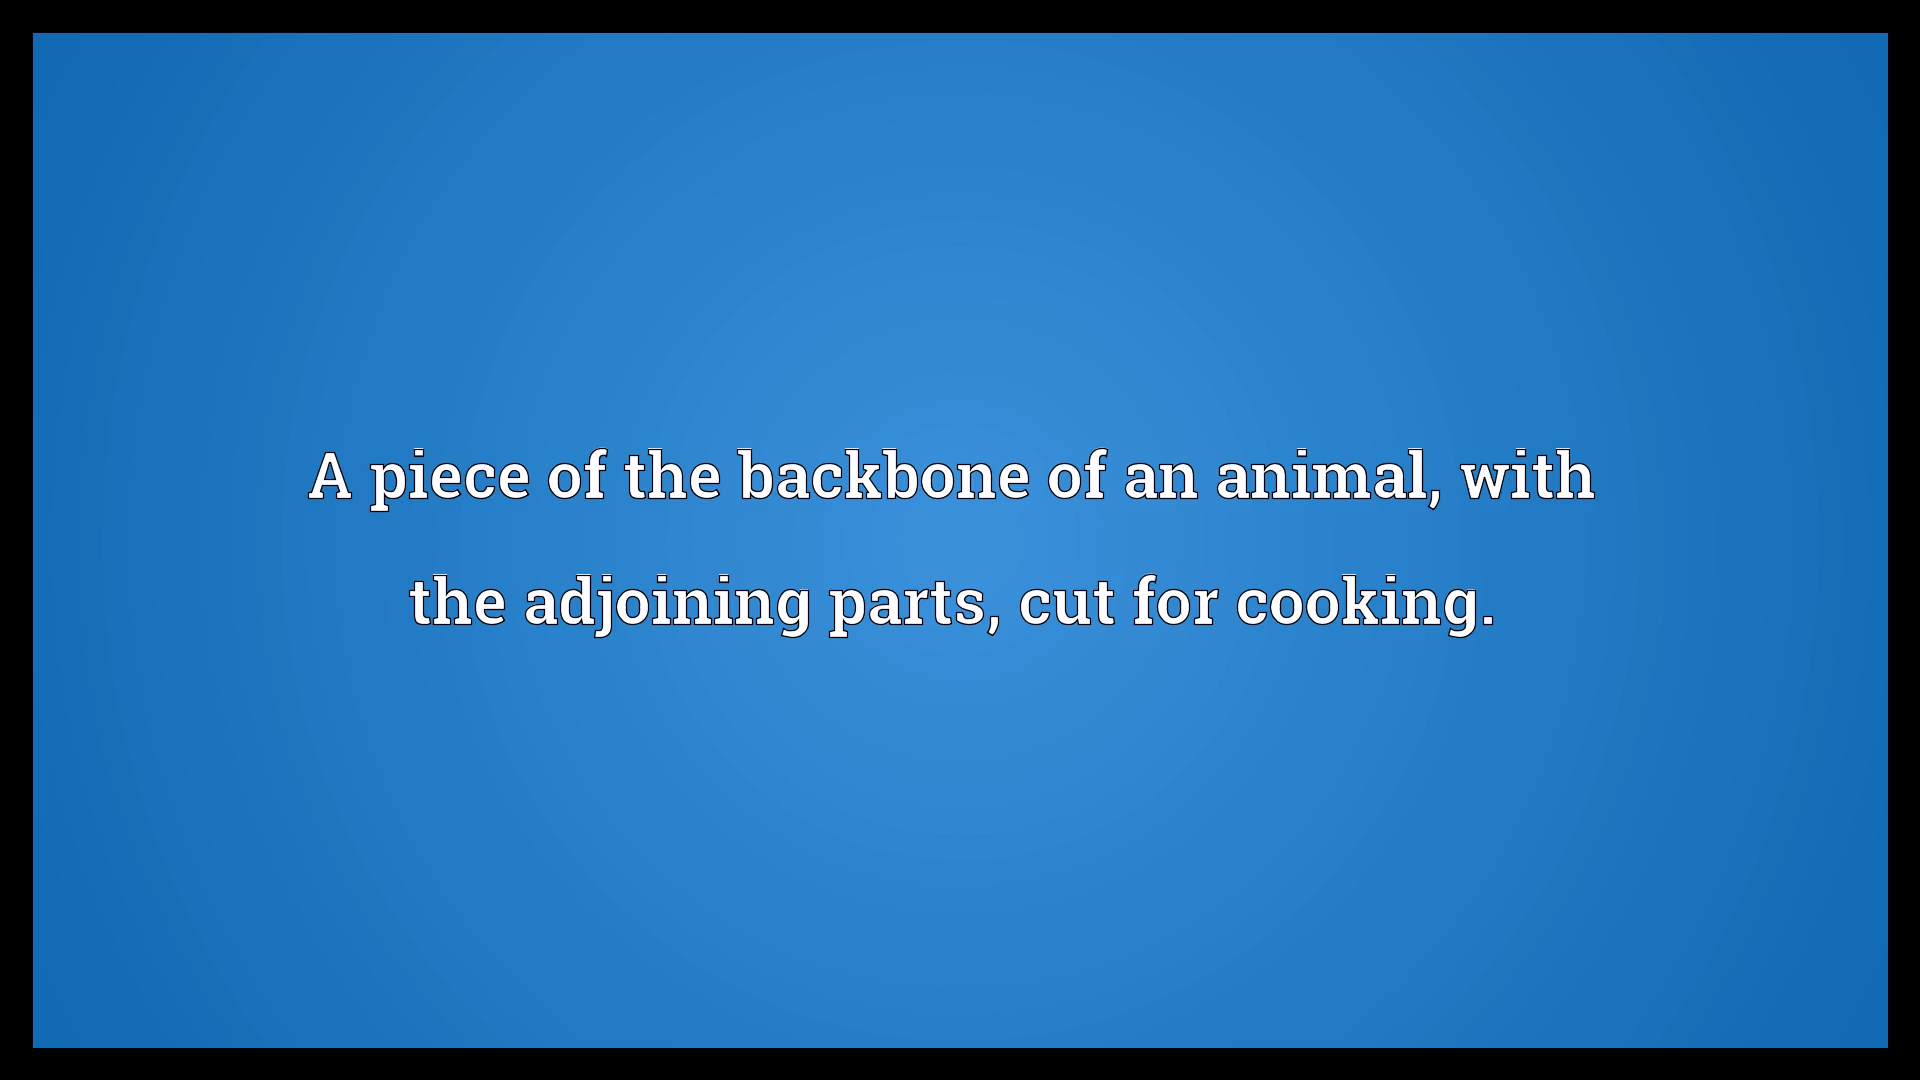 A piece of the backbone of an animal, with
the adjoining parts, cut for cooking.